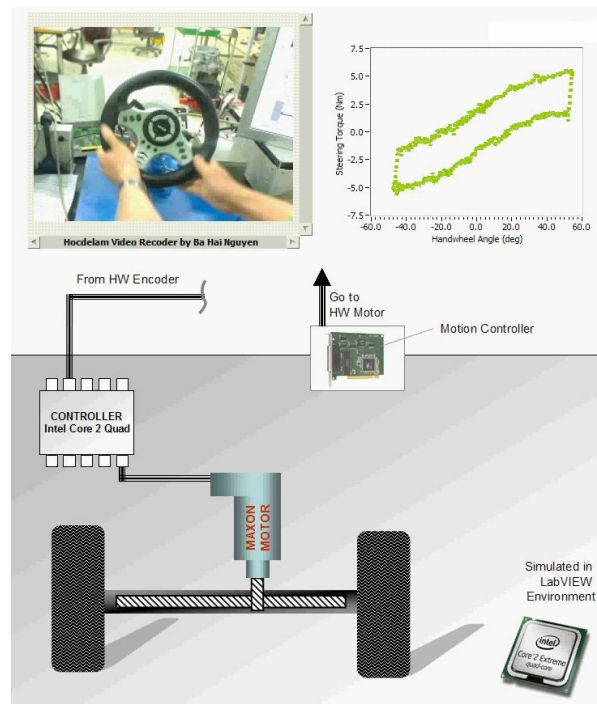 Hocdelam Video Recoder by Ba Hai Nguyen
Steering Torque (Nm)
7.5
5.0
2.5
0.0
-2.5
-5.0
-7.5
-60.0 -40.0 -20.0 0.0 20.0 40.0 60.0
Handwheel Angle (deg)
From HW Encoder
Go to
HW Motor
Motion Controller
CONTROLLER
Intel Core 2 Quad
MAXON
MOTOR
Simulated in
LabVIEW
Environment
intel
Core™2 Extreme
quad-core